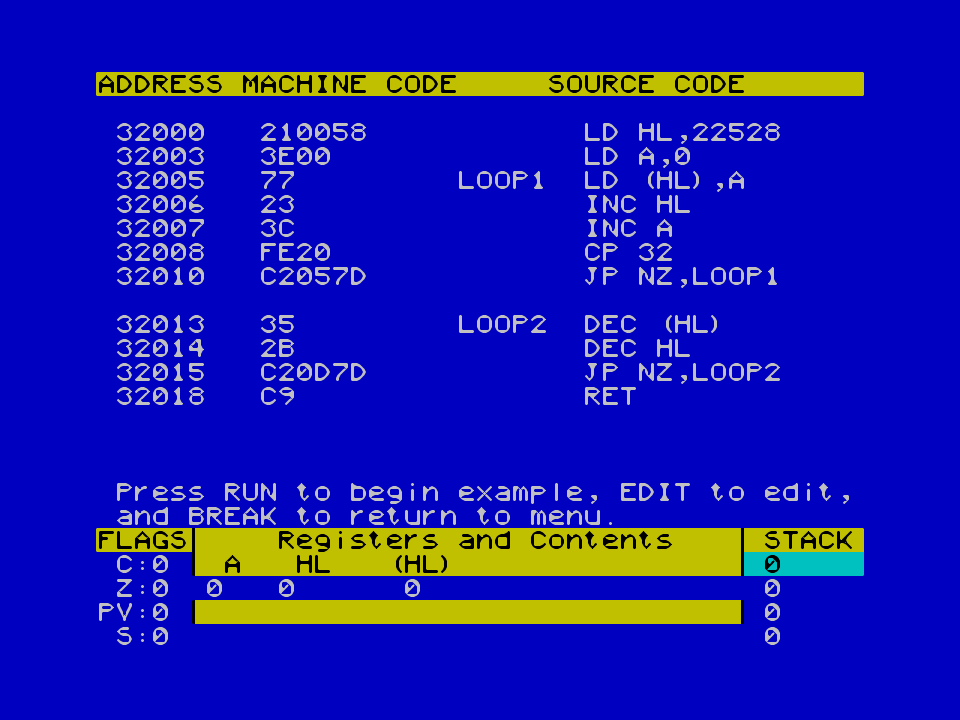 ADDRESS MACHINE CODE SOURCE CODE
32000 210058 LD HL,22528
32003 3E00 LD A,0
32005 77 LOOP1 LD (HL),A
32006 23 INC HL
32007 3C INC A
32008 FE20 CP 32
32010 C2057D JP NZ,LOOP1
32013 35 LOOP2 DEC (HL)
32014 2B DEC HL
32015 C20D7D JP NZ,LOOP2
32018 C9 RET
Press RUN to begin example, EDIT to edit,
and BREAK to return to menu.
FLAGS Registers and Contents STACK
C:0 A HL (HL) 0
Z:0 0 0 0 0
PV:0 0
S:0 0